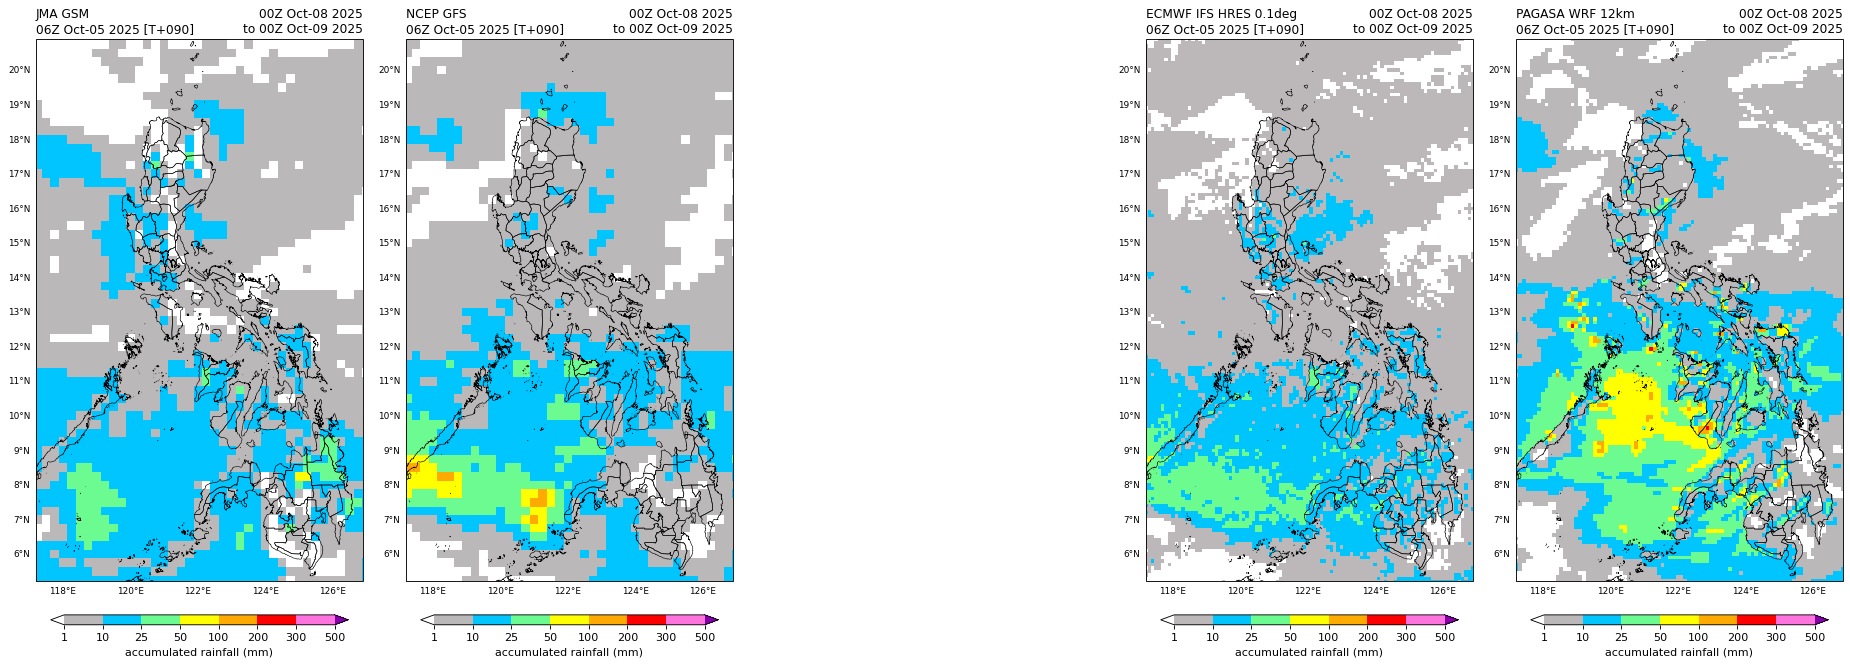 JMA GSM 00Z Oct-08 2025
06Z Oct-05 2025 [T+090] to 00Z Oct-09 2025
20°N
19°N
18°N
17°N
16°N
15°N
14°N
13°N
12°N
11°N
10°N
9°N
8°N
7°N
6°N
118°E 120°E 122°E 124°E 126°E
1 10 25 50 100 200 300 500
accumulated rainfall (mm)
NCEP GFS 00Z Oct-08 2025
06Z Oct-05 2025 [T+090] to 00Z Oct-09 2025
20°N
19°N
18°N
17°N
16°N
15°N
14°N
13°N
12°N
11°N
10°N
9°N
8°N
7°N
6°N
118°E 120°E 122°E 124°E 126°E
1 10 25 50 100 200 300 500
accumulated rainfall (mm)
ECMWF IFS HRES 0.1deg 00Z Oct-08 2025
06Z Oct-05 2025 [T+090] to 00Z Oct-09 2025
20°N
19°N
18°N
17°N
16°N
15°N
14°N
13°N
12°N
11°N
10°N
9°N
8°N
7°N
6°N
118°E 120°E 122°E 124°E 126°E
1 10 25 50 100 200 300 500
accumulated rainfall (mm)
PAGASA WRF 12km 00Z Oct-08 2025
06Z Oct-05 2025 [T+090] to 00Z Oct-09 2025
20°N
19°N
18°N
17°N
16°N
15°N
14°N
13°N
12°N
11°N
10°N
9°N
8°N
7°N
6°N
118°E 120°E 122°E 124°E 126°E
1 10 25 50 100 200 300 500
accumulated rainfall (mm)